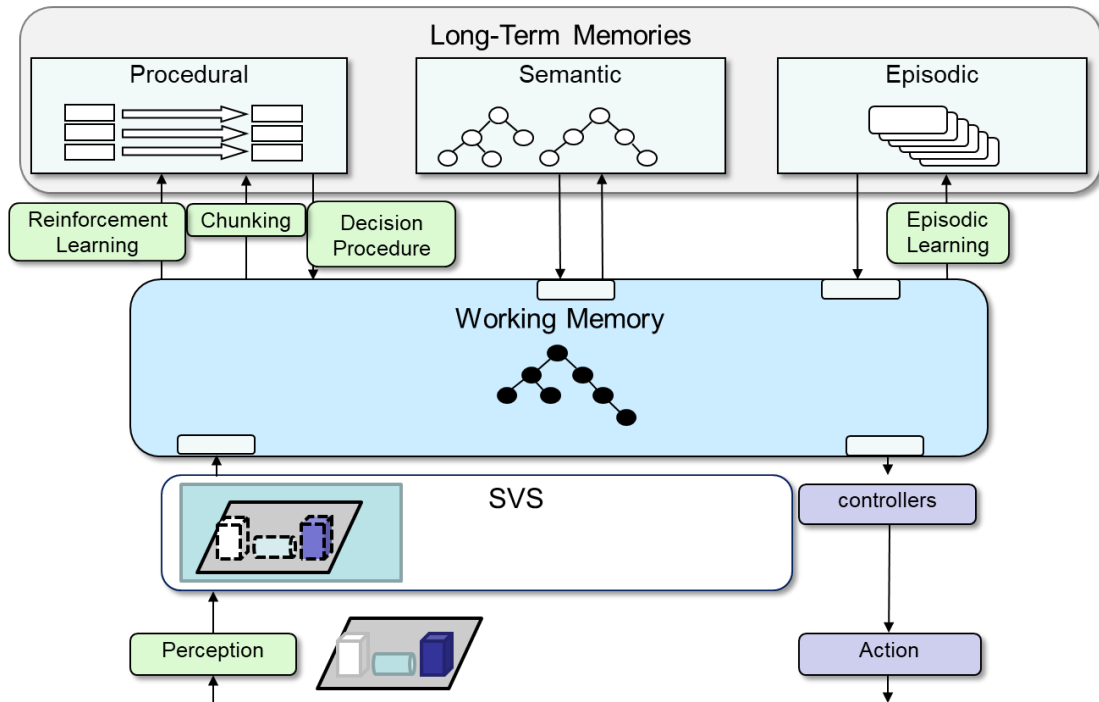 Long-Term Memories
Procedural
Semantic
Episodic
Reinforcement
Learning
Chunking
Decision
Procedure
Episodic
Learning
Working Memory
SVS
controllers
Perception
Action